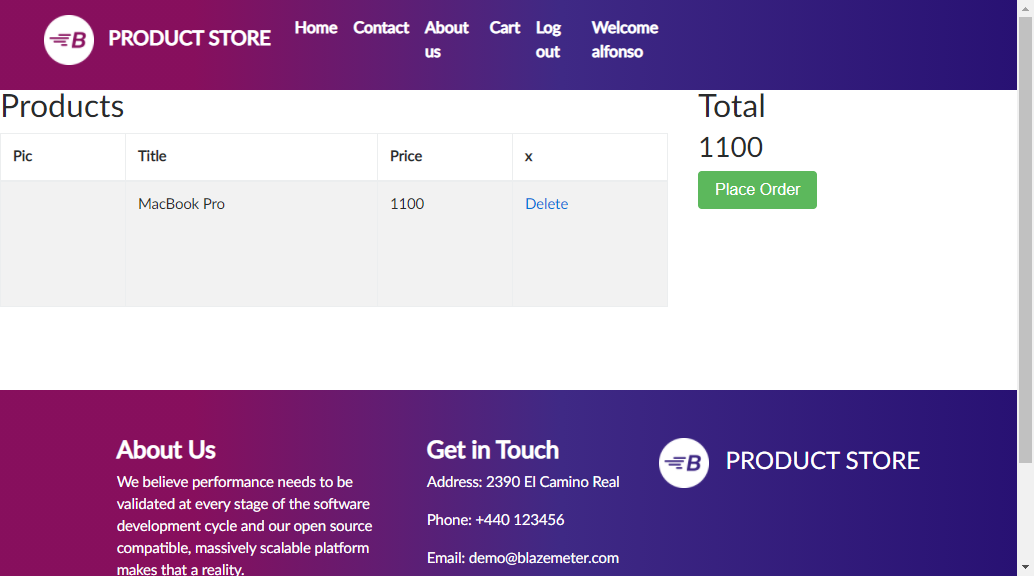 B PRODUCT STORE
Home Contact About us Cart Log out Welcome alfonso
Products
Pic Title Price x
MacBook Pro 1100 Delete
Total
1100
Place Order
About Us
We believe performance needs to be
validated at every stage of the software
development cycle and our open source
compatible, massively scalable platform
makes that a reality.
Get in Touch
Address: 2390 El Camino Real
Phone: +440 123456
Email: demo@blazemeter.com
B PRODUCT STORE